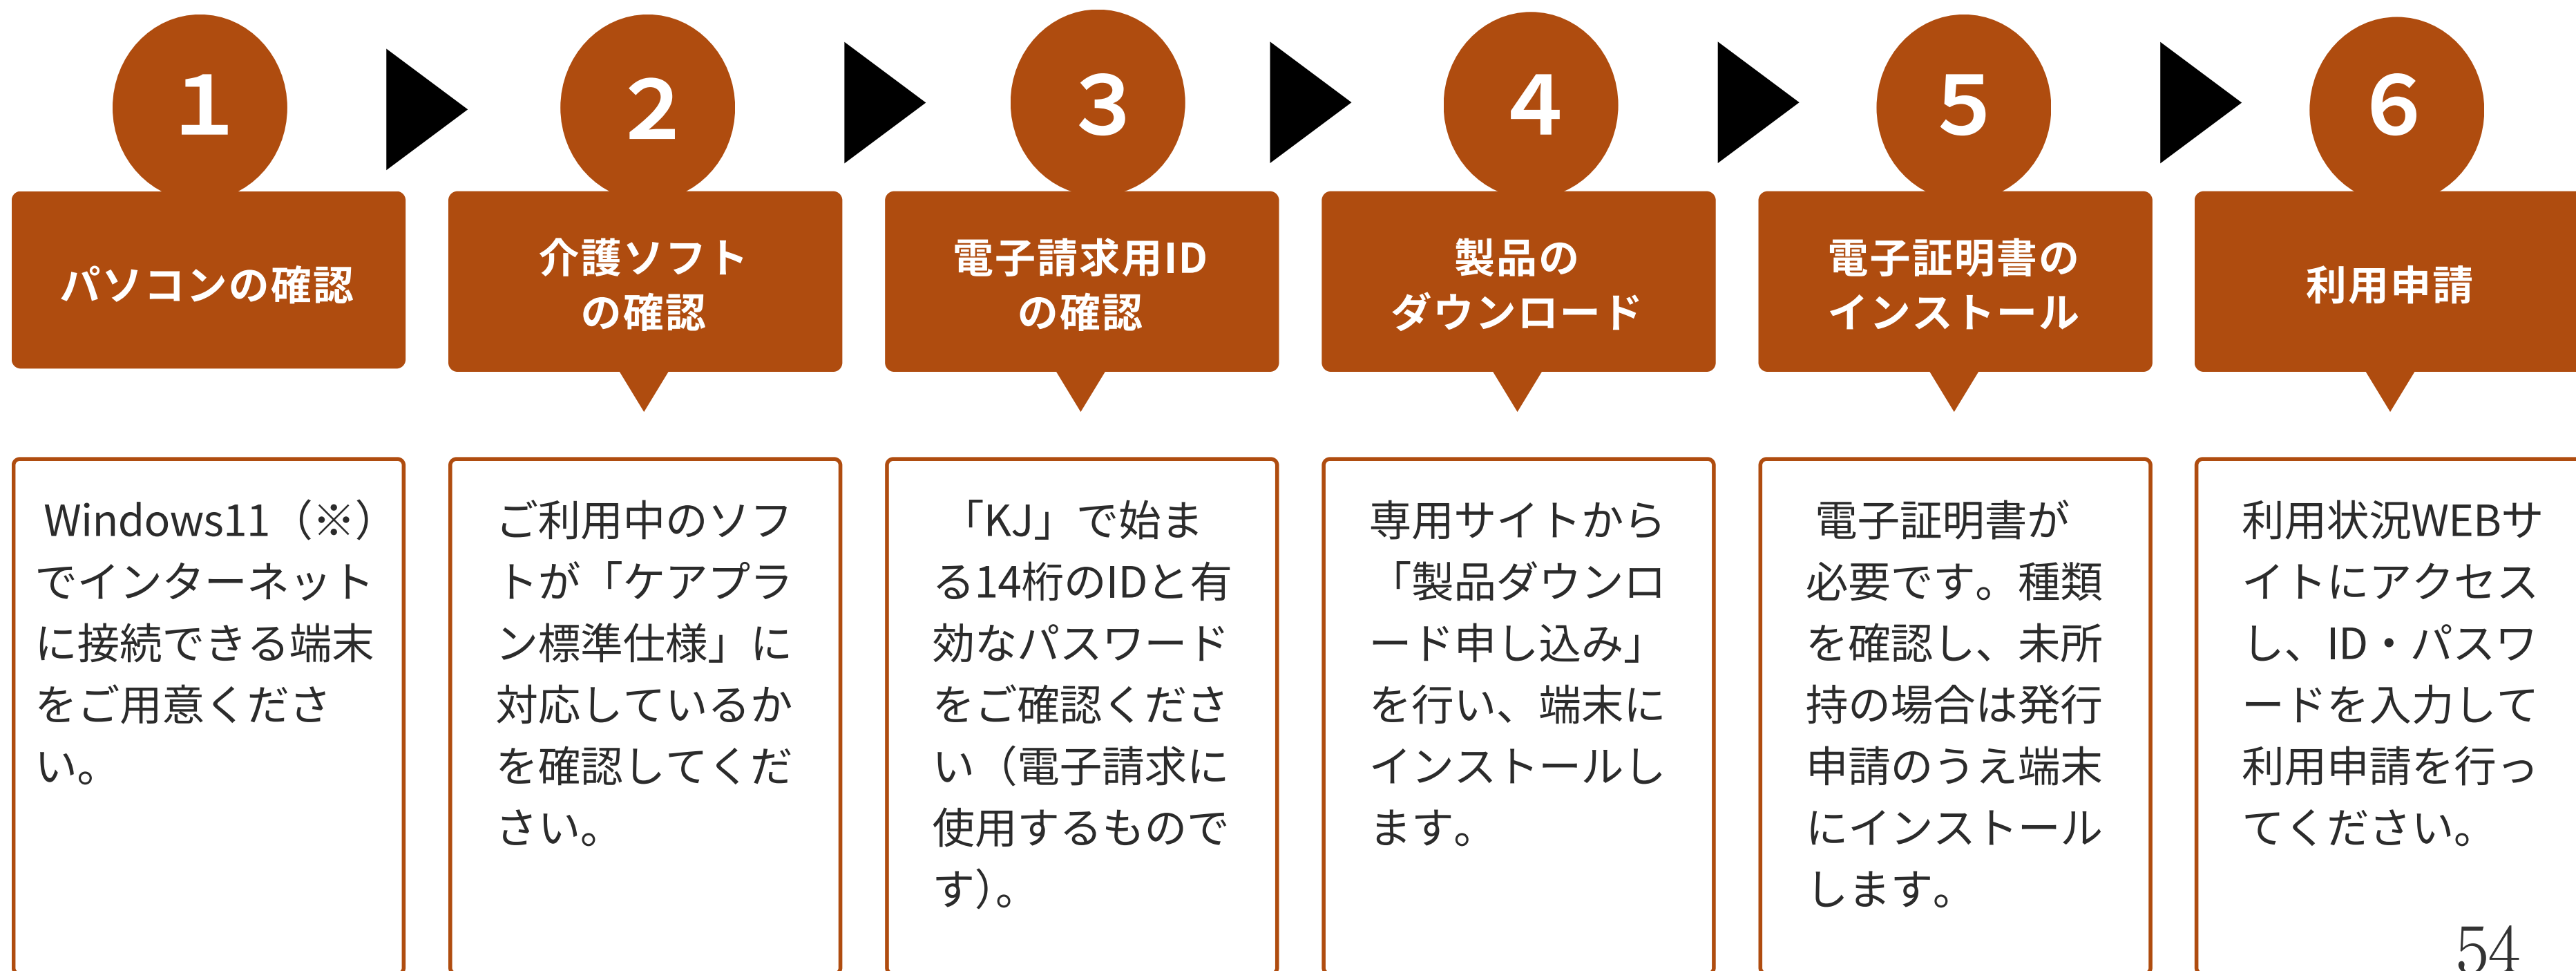 1
パソコンの確認
Windows11（※）
でインターネット
に接続できる端末
をご用意くださ
い。
2
介護ソフト
の確認
ご利用中のソフ
トが「ケアプラ
ン標準仕様」に
対応しているか
を確認してくだ
さい。
3
電子請求用ID
の確認
「KJ」で始ま
る14桁のIDと有
効なパスワード
をご確認くださ
い（電子請求に
使用するもので
す）。
4
製品の
ダウンロード
専用サイトから
「製品ダウンロ
ード申し込み」
を行い、端末に
インストールし
ます。
5
電子証明書の
インストール
電子証明書が
必要です。種類
を確認し、未所
持の場合は発行
申請のうえ端末
にインストール
します。
6
利用申請
利用状況WEBサ
イトにアクセス
し、ID・パスワ
ードを入力して
利用申請を行っ
てください。
54